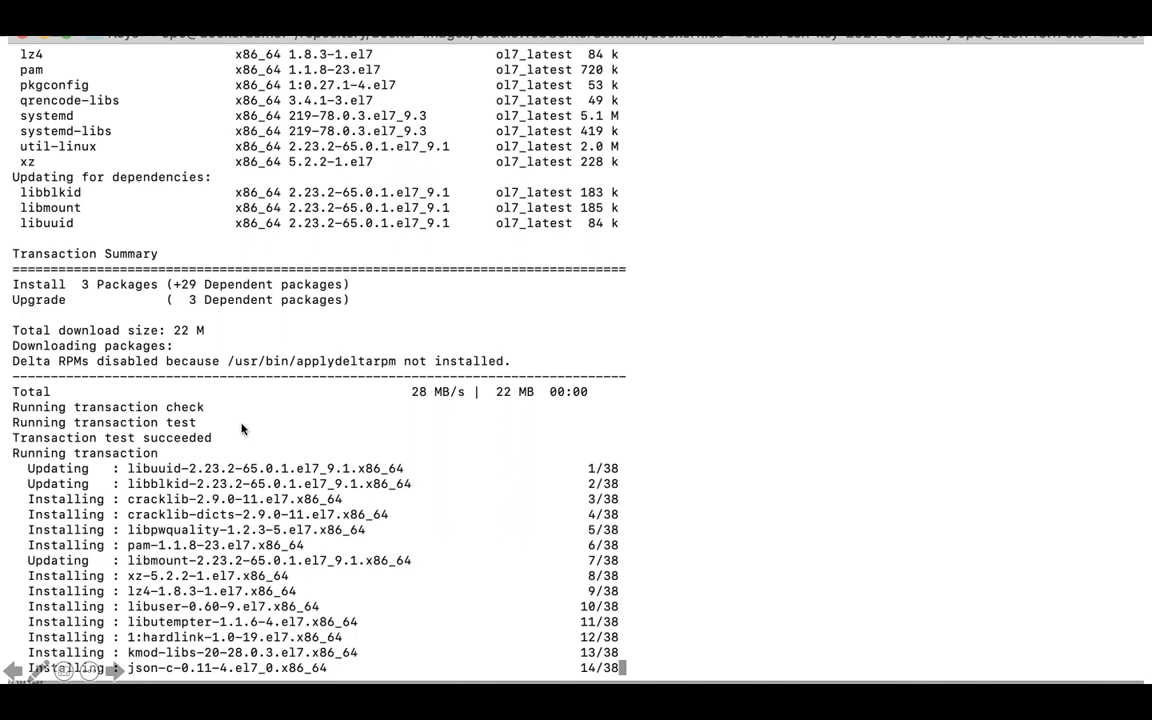 lz4 x86_64 1.8.3-1.el7 ol7_latest 84 k
pam x86_64 1.1.8-23.el7 ol7_latest 720 k
pkgconfig x86_64 1:0.27.1-4.el7 ol7_latest 53 k
qrencode-libs x86_64 3.4.1-3.el7 ol7_latest 49 k
systemd x86_64 219-78.0.3.el7_9.3 ol7_latest 5.1 M
systemd-libs x86_64 219-78.0.3.el7_9.3 ol7_latest 419 k
util-linux x86_64 2.23.2-65.0.1.el7_9.1 ol7_latest 2.0 M
xz x86_64 5.2.2-1.el7 ol7_latest 228 k
Updating for dependencies:
libblkid x86_64 2.23.2-65.0.1.el7_9.1 ol7_latest 183 k
libmount x86_64 2.23.2-65.0.1.el7_9.1 ol7_latest 185 k
libuuid x86_64 2.23.2-65.0.1.el7_9.1 ol7_latest 84 k
Transaction Summary
================================================================================
Install 3 Packages (+29 Dependent packages)
Upgrade ( 3 Dependent packages)
Total download size: 22 M
Downloading packages:
Delta RPMs disabled because /usr/bin/applydeltarpm not installed.
--------------------------------------------------------------------------------
Total 28 MB/s | 22 MB 00:00
Running transaction check
Running transaction test
Transaction test succeeded
Running transaction
Updating : libuuid-2.23.2-65.0.1.el7_9.1.x86_64 1/38
Updating : libblkid-2.23.2-65.0.1.el7_9.1.x86_64 2/38
Installing : cracklib-2.9.0-11.el7.x86_64 3/38
Installing : cracklib-dicts-2.9.0-11.el7.x86_64 4/38
Installing : libpwquality-1.2.3-5.el7.x86_64 5/38
Installing : pam-1.1.8-23.el7.x86_64 6/38
Updating : libmount-2.23.2-65.0.1.el7_9.1.x86_64 7/38
Installing : xz-5.2.2-1.el7.x86_64 8/38
Installing : lz4-1.8.3-1.el7.x86_64 9/38
Installing : libuser-0.60-9.el7.x86_64 10/38
Installing : libutempter-1.1.6-4.el7.x86_64 11/38
Installing : 1:hardlink-1.0-19.el7.x86_64 12/38
Installing : kmod-libs-20-28.0.3.el7.x86_64 13/38
Installing : json-c-0.11-4.el7_0.x86_64 14/38